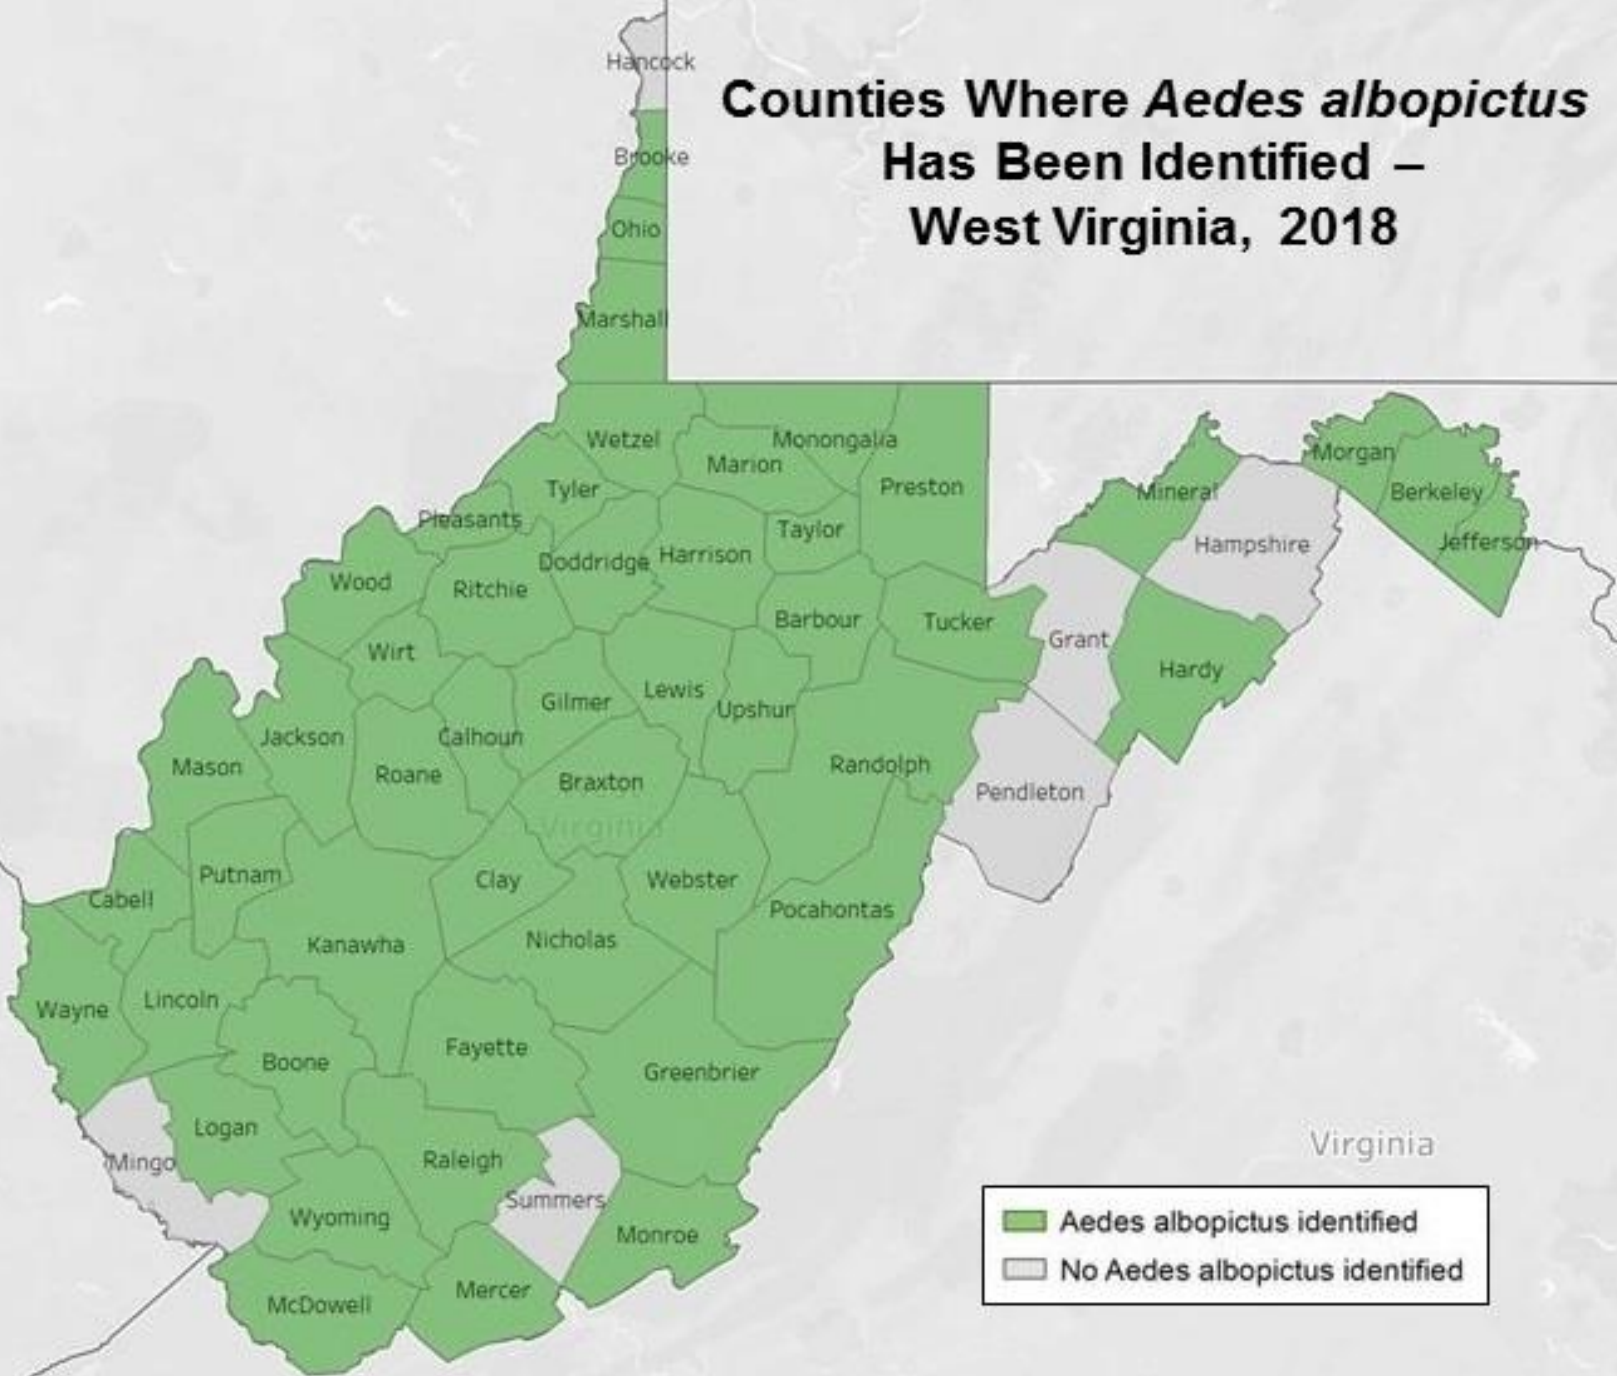 Counties Where Aedes albopictus
Has Been Identified –
West Virginia, 2018
Hancock
Brooke
Ohio
Marshall
Wetzel
Monongalia
Marion
Preston
Tyler
Pleasants
Taylor
Doddridge
Harrison
Wood
Ritchie
Barbour
Tucker
Wirt
Morgan
Mineral
Berkeley
Hampshire
Jefferson
Grant
Hardy
Gilmer
Lewis
Upshur
Jackson
Calhoun
Mason
Roane
Braxton
Randolph
Pendleton
Virginia
Putnam
Clay
Webster
Cabell
Pocahontas
Kanawha
Nicholas
Wayne
Lincoln
Boone
Fayette
Greenbrier
Logan
Mingo
Raleigh
Summers
Wyoming
Monroe
McDowell
Mercer
Virginia
Aedes albopictus identified
No Aedes albopictus identified